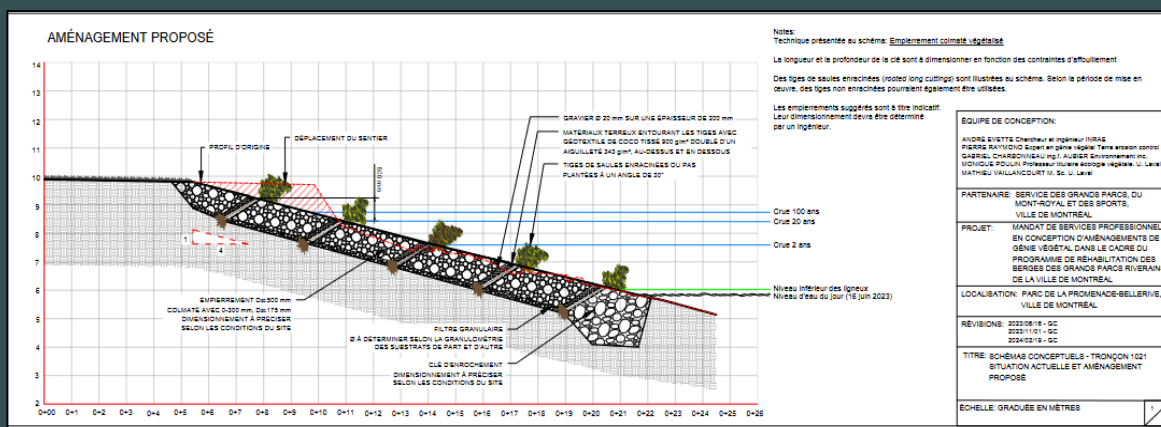 AMÉNAGEMENT PROPOSÉ
Notes:
Technique présentée au schéma: Empierrement colmaté végétalisé
La longueur et la profondeur de la clé sont à dimensionner en fonction des contraintes d'affouillement
Des tiges de saules enracinées (rooted long cuttings) sont illustrées au schéma. Selon la période de mise en
œuvre, des tiges non enracinées pourraient également être utilisées.
Les empierrements suggérés sont à titre indicatif.
Leur dimensionnement devra être déterminé
par un ingénieur.
14
13
12
11
10
9
8
7
6
5
4
3
2
PROFIL D'ORIGINE
DÉPLACEMENT DU SENTIER
600 mm
GRAVIER Ø 20 mm SUR UNE ÉPAISSEUR DE 200 mm
MATÉRIAUX TERREUX ENTOURANT LES TIGES AVEC
GÉOTEXTILE DE COCO TISSÉ 900 g/m² DOUBLÉ D'UN
AIGUILLETÉ 343 g/m², AU-DESSUS ET EN DESSOUS
TIGES DE SAULES ENRACINÉES OU PAS
PLANTÉES À UN ANGLE DE 30°
Crue 100 ans
Crue 20 ans
Crue 2 ans
Niveau inférieur des ligneux
Niveau d'eau du jour (16 juin 2023)
1
4
COLMATÉ AVEC 0-300 mm,
DIMENSIONNEMENT À PRÉCISER
SELON LES CONDITIONS DU SITE
FILTRE GRANULAIRE
Ø À DÉTERMINER SELON LA GRANULOMÉTRIE
DES SUBSTRATS DE PART ET D'AUTRE
CLÉ D'ENROCHEMENT
DIMENSIONNEMENT À PRÉCISER
SELON LES CONDITIONS DU SITE
0+00 0+1 0+2 0+3 0+4 0+5 0+6 0+7 0+8 0+9 0+10 0+11 0+12 0+13 0+14 0+15 0+16 0+17 0+18 0+19 0+20 0+21 0+22 0+23 0+24 0+25 0+26
ÉQUIPE DE CONCEPTION:
ANDRÉ EVETTE Chercheur et ingénieur INRAE
PIERRE RAYMOND Expert en génie végétal Terra erosion control
GABRIEL CHARBONNEAU ing.f. AUBIER Environnement inc.
MONIQUE POULIN Professeur titulaire écologie végétale. U. Laval
MATHIEU VAILLANCOURT M. Sc. U. Laval
PARTENAIRE: SERVICE DES GRANDS PARCS, DU
MONT-ROYAL ET DES SPORTS,
VILLE DE MONTRÉAL
PROJET: MANDAT DE SERVICES PROFESSIONNEL
EN CONCEPTION D'AMÉNAGEMENTS DE
GÉNIE VÉGÉTAL DANS LE CADRE DU
PROGRAMME DE RÉHABILITATION DES
BERGES DES GRANDS PARCS RIVERAIN
DE LA VILLE DE MONTRÉAL
LOCALISATION: PARC DE LA PROMENADE-BELLERIVE,
VILLE DE MONTRÉAL
RÉVISIONS: 2023/06/16 - GC
2023/11/01 - GC
2024/02/19 - GC
TITRE: SCHÉMAS CONCEPTUELS - TRONÇON 1021
SITUATION ACTUELLE ET AMÉNAGEMENT
PROPOSÉ
ÉCHELLE: GRADUÉE EN MÈTRES